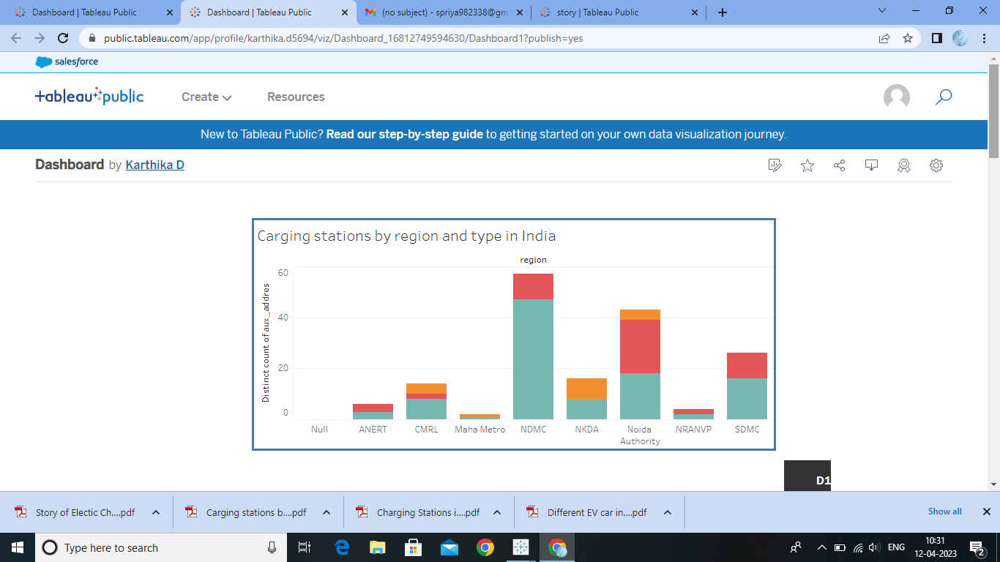 Dashboard | Tableau Public
Dashboard | Tableau Public
(no subject) - spriya982338@gm
story | Tableau Public
public.tableau.com/app/profile/karthika.d5694/viz/Dashboard_16812749594630/Dashboard1?publish=yes
salesforce
+ableau public
Create
Resources
New to Tableau Public? Read our step-by-step guide to getting started on your own data visualization journey.
Dashboard by Karthika D
Carging stations by region and type in India
region
Distinct count of aux_addres
60
40
20
0
Null ANERT CMRL Maha Metro NDMC NKDA Noida Authority NRANVP SDMC
D1
Story of Electic Ch....pdf
Carging stations b....pdf
Charging Stations i....pdf
Different EV car in....pdf
Show all
Type here to search
ENG
10:31
12-04-2023
2